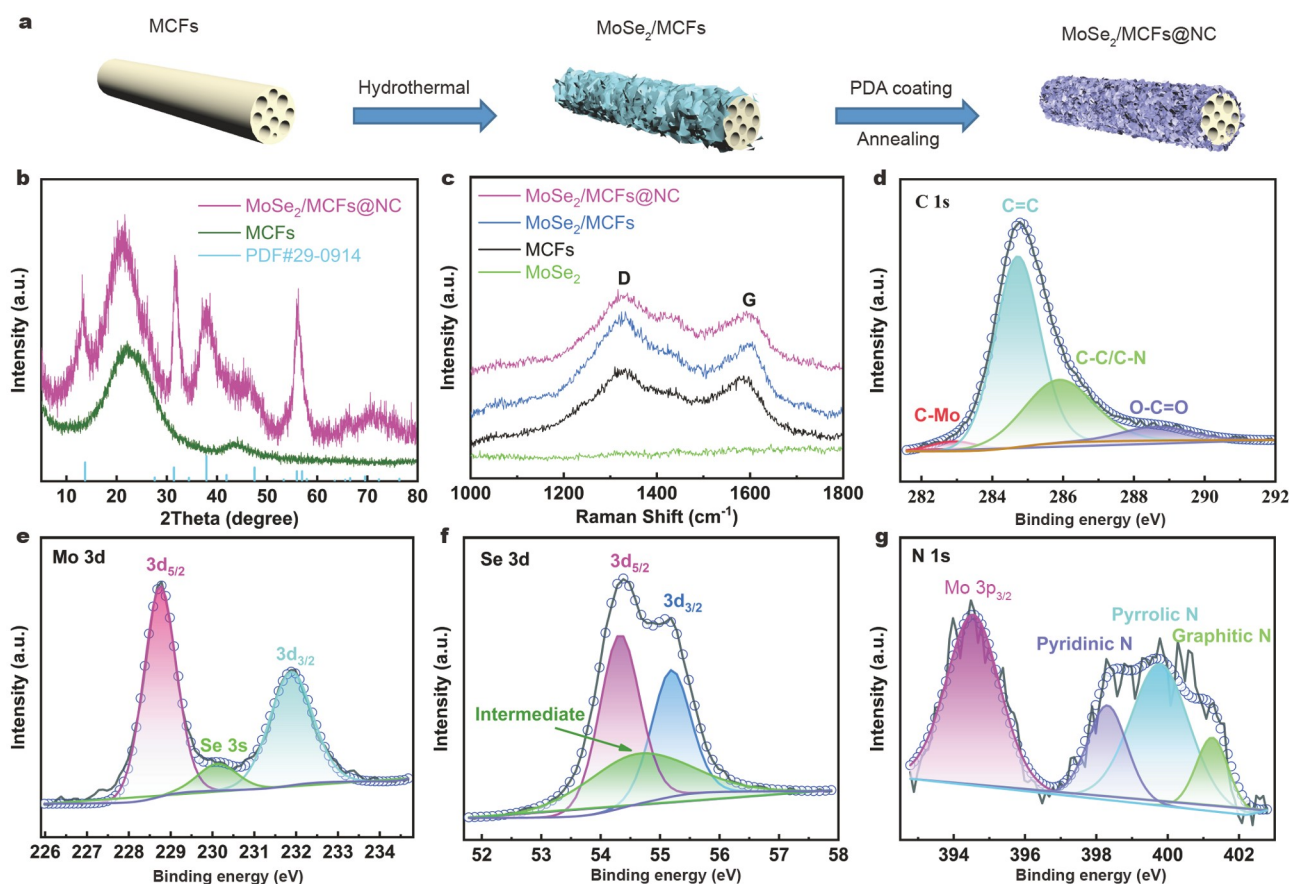 a
MCFs
MoSe2/MCFs
MoSe2/MCFs@NC
Hydrothermal
PDA coating
Annealing
b
MoSe2/MCFs@NC
MCFs
PDF#29-0914
Intensity (a.u.)
10 20 30 40 50 60 70 80
2Theta (degree)
c
MoSe2/MCFs@NC
MoSe2/MCFs
MCFs
MoSe2
D
G
Intensity (a.u.)
1000 1200 1400 1600 1800
Raman Shift (cm-1)
d
C 1s
C=C
C-C/C-N
C-Mo
O-C=O
Intensity (a.u.)
282 284 286 288 290 292
Binding energy (eV)
e
Mo 3d
3d5/2
3d3/2
Se 3s
Intensity (a.u.)
226 227 228 229 230 231 232 233 234
Binding energy (eV)
f
Se 3d
3d5/2
3d3/2
Intermediate
Intensity (a.u.)
52 53 54 55 56 57 58
Binding energy (eV)
g
N 1s
Mo 3p3/2
Pyrrolic N
Pyridinic N
Graphitic N
Intensity (a.u.)
394 396 398 400 402
Binding energy (eV)